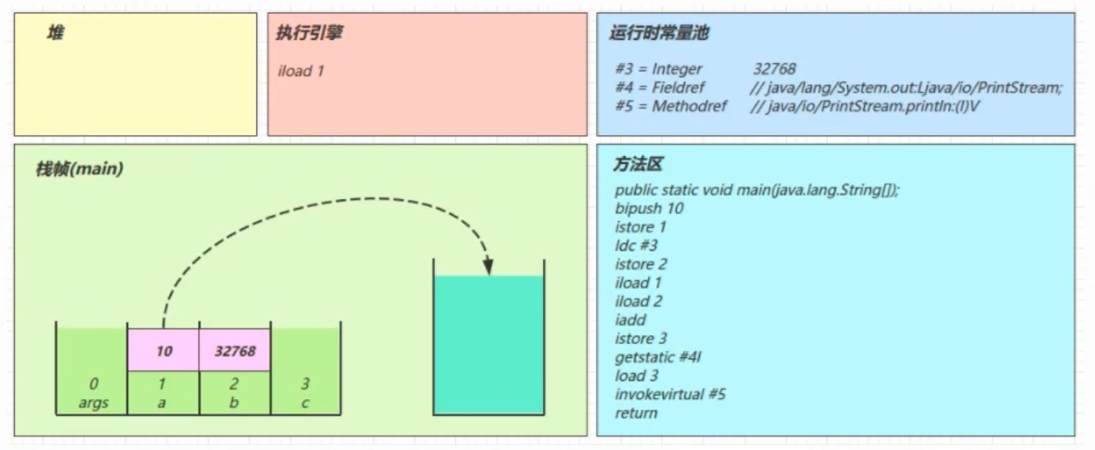 堆
执行引擎
iload 1
运行时常量池
#3 = Integer 32768
#4 = Fieldref // java/lang/System.out:Ljava/io/PrintStream;
#5 = Methodref // java/io/PrintStream.println:(I)V
栈帧(main)
10 32768
0 1 2 3
args a b c
方法区
public static void main(java.lang.String[]);
bipush 10
istore 1
ldc #3
istore 2
iload 1
iload 2
iadd
istore 3
getstatic #4I
load 3
invokevirtual #5
return